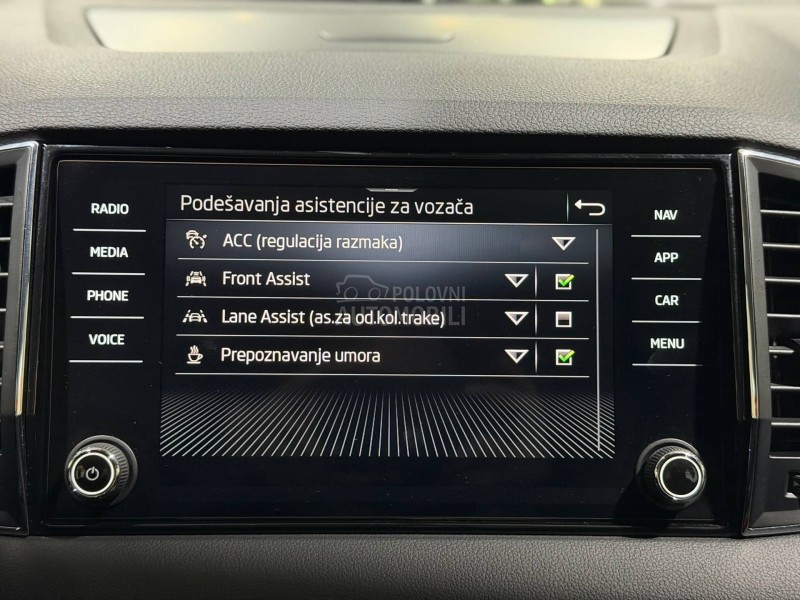 RADIO
MEDIA
PHONE
VOICE
Podešavanja asistencije za vozača
ACC (regulacija razmaka)
Front Assist
Lane Assist (as.za od.kol.trake)
Prepoznavanje umora
POLOVNI
AUTOMOBILI
NAV
APP
CAR
MENU